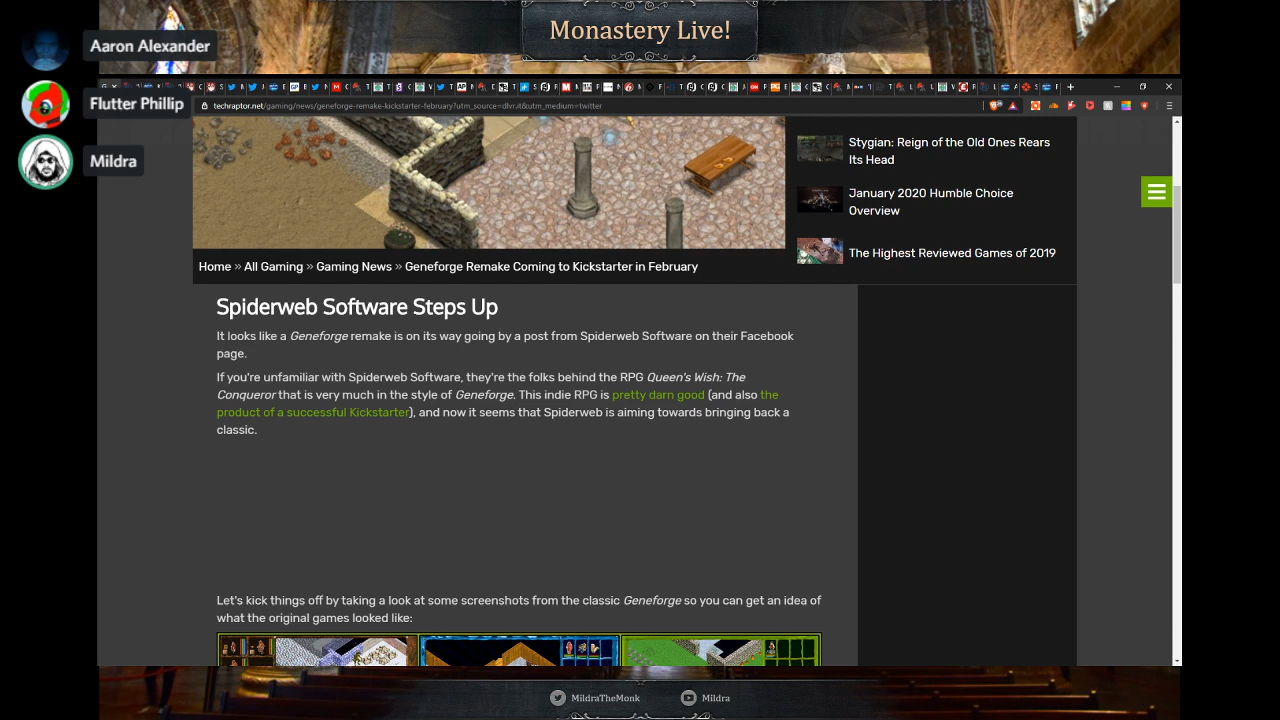 Monastery Live!
Aaron Alexander
Flutter Phillip
Mildra
techraptor.net/gaming/news/geneforge-remake-kickstarter-february?utm_source=dlvr.it&utm_medium=twitter
Stygian: Reign of the Old Ones Rears
Its Head
January 2020 Humble Choice
Overview
The Highest Reviewed Games of 2019
Home » All Gaming » Gaming News » Geneforge Remake Coming to Kickstarter in February
Spiderweb Software Steps Up
It looks like a Geneforge remake is on its way going by a post from Spiderweb Software on their Facebook
page.
If you're unfamiliar with Spiderweb Software, they're the folks behind the RPG Queen's Wish: The
Conqueror that is very much in the style of Geneforge. This indie RPG is pretty darn good (and also the
product of a successful Kickstarter), and now it seems that Spiderweb is aiming towards bringing back a
classic.
Let's kick things off by taking a look at some screenshots from the classic Geneforge so you can get an idea of
what the original games looked like:
MildraTheMonk
Mildra